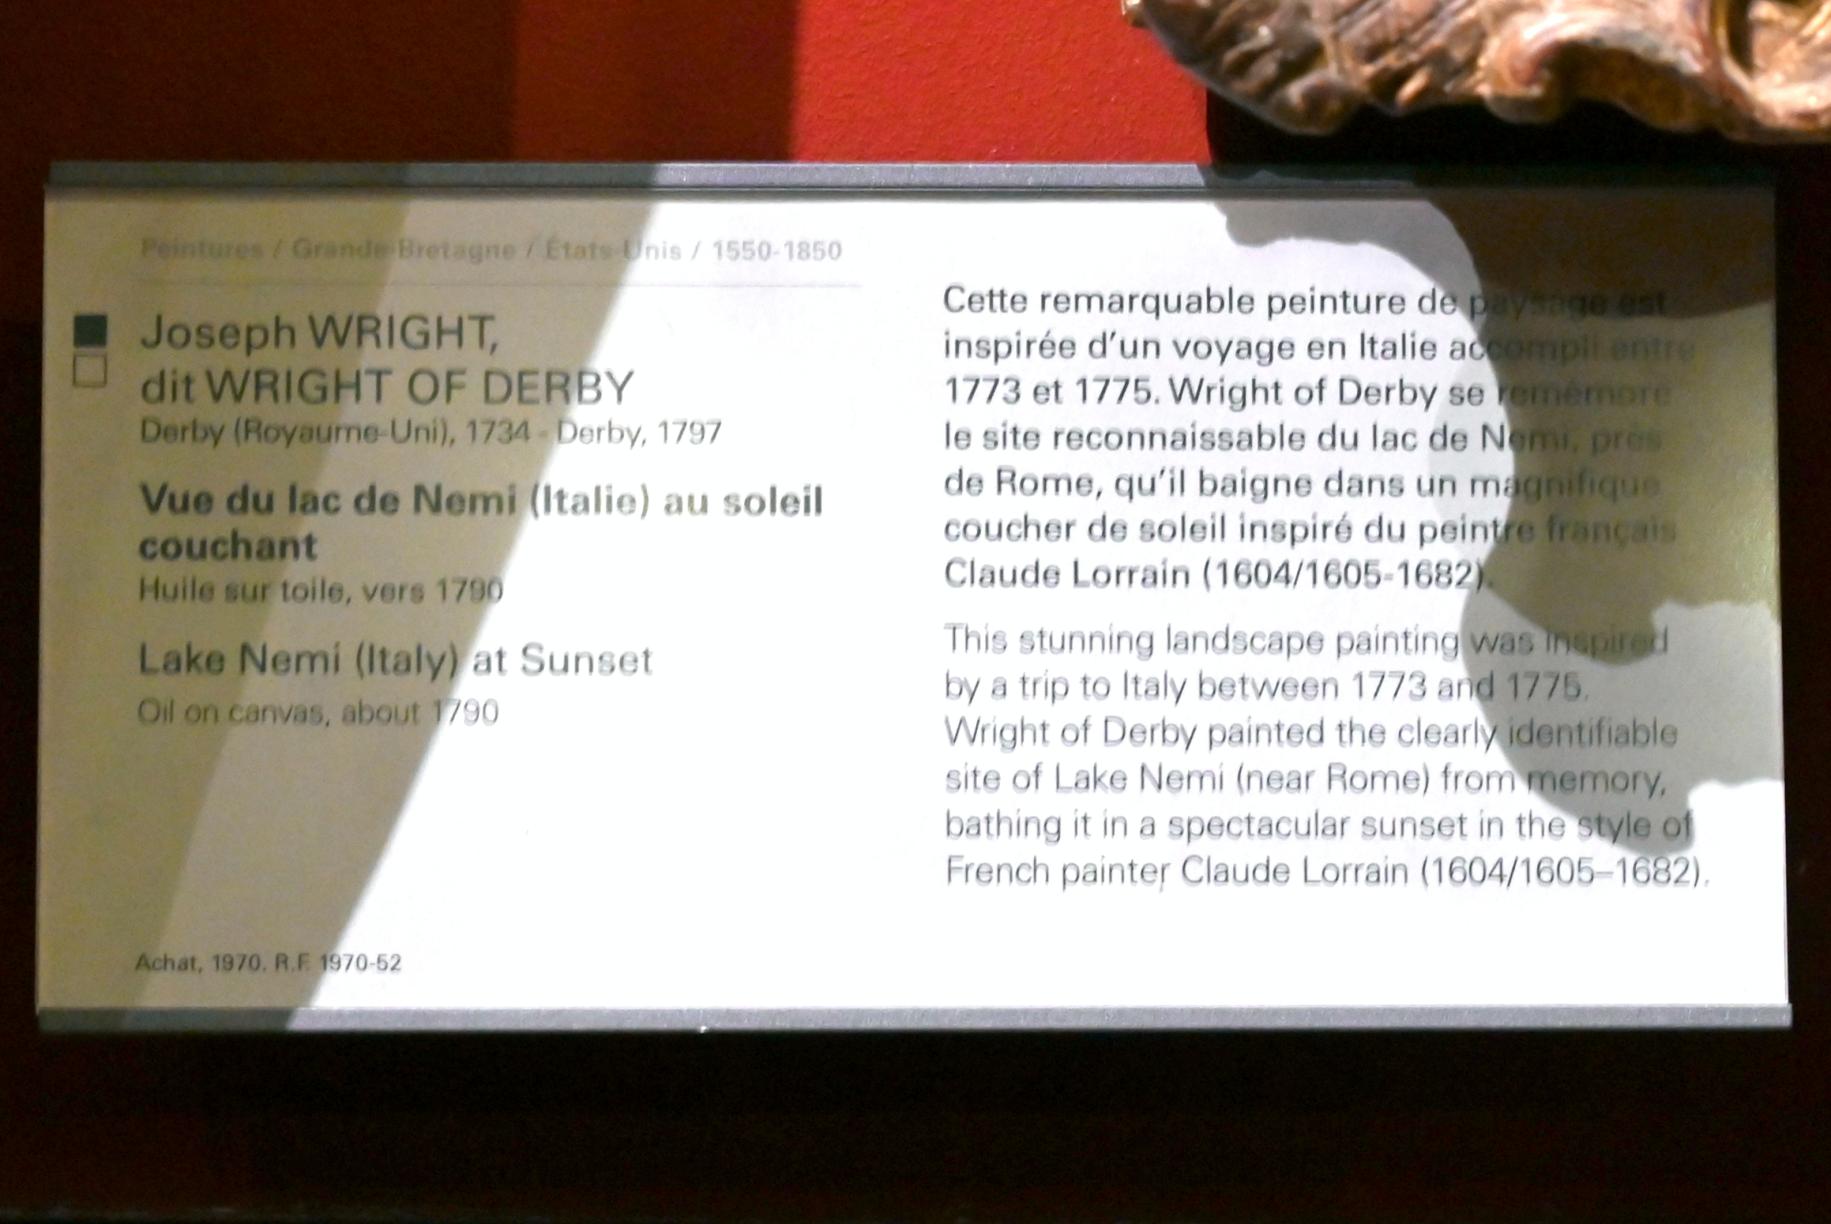 Peintures / Grande-Bretagne / États-Unis / 1550-1850
Joseph WRIGHT,
dit WRIGHT OF DERBY
Derby (Royaume-Uni), 1734 - Derby, 1797
Vue du lac de Nemi (Italie) au soleil
couchant
Huile sur toile, vers 1790
Lake Nemi (Italy) at Sunset
Oil on canvas, about 1790
Achat, 1970. R.F. 1970-52
Cette remarquable peinture de paysage est
inspirée d'un voyage en Italie accompli entre
1773 et 1775. Wright of Derby se remémore
le site reconnaissable du lac de Nemi, près
de Rome, qu'il baigne dans un magnifique
coucher de soleil inspiré du peintre français
Claude Lorrain (1604/1605-1682).
This stunning landscape painting was inspired
by a trip to Italy between 1773 and 1775.
Wright of Derby painted the clearly identifiable
site of Lake Nemi (near Rome) from memory,
bathing it in a spectacular sunset in the style of
French painter Claude Lorrain (1604/1605–1682).